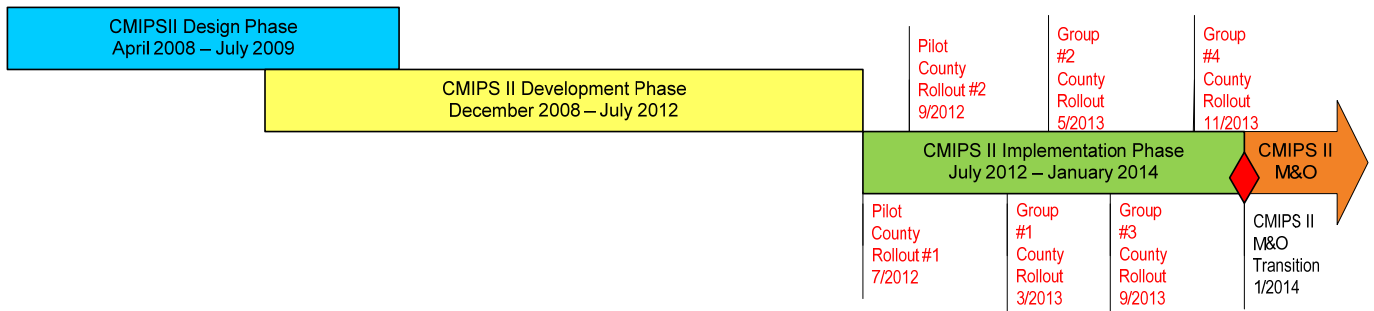 CMIPSII Design Phase
April 2008 – July 2009
CMIPS II Development Phase
December 2008 – July 2012
Pilot
County
Rollout #2
9/2012
Group
#2
County
Rollout
5/2013
Group
#4
County
Rollout
11/2013
CMIPS II Implementation Phase
July 2012 – January 2014
CMIPS II
M&O
Pilot
County
Rollout #1
7/2012
Group
#1
County
Rollout
3/2013
Group
#3
County
Rollout
9/2013
CMIPS II
M&O
Transition
1/2014